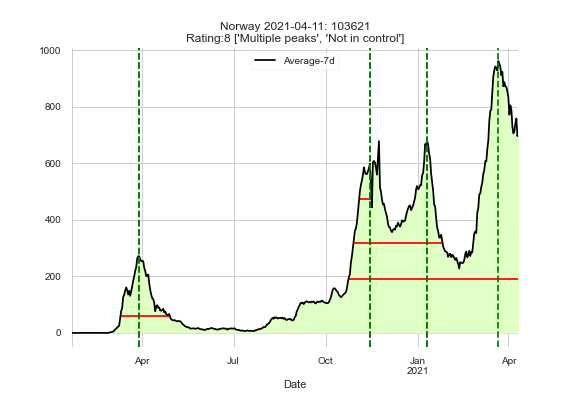 Norway 2021-04-11: 103621
Rating:8 ['Multiple peaks', 'Not in control']
Average-7d
1000
800
600
400
200
0
Apr
Jul
Oct
Jan
2021
Apr
Date